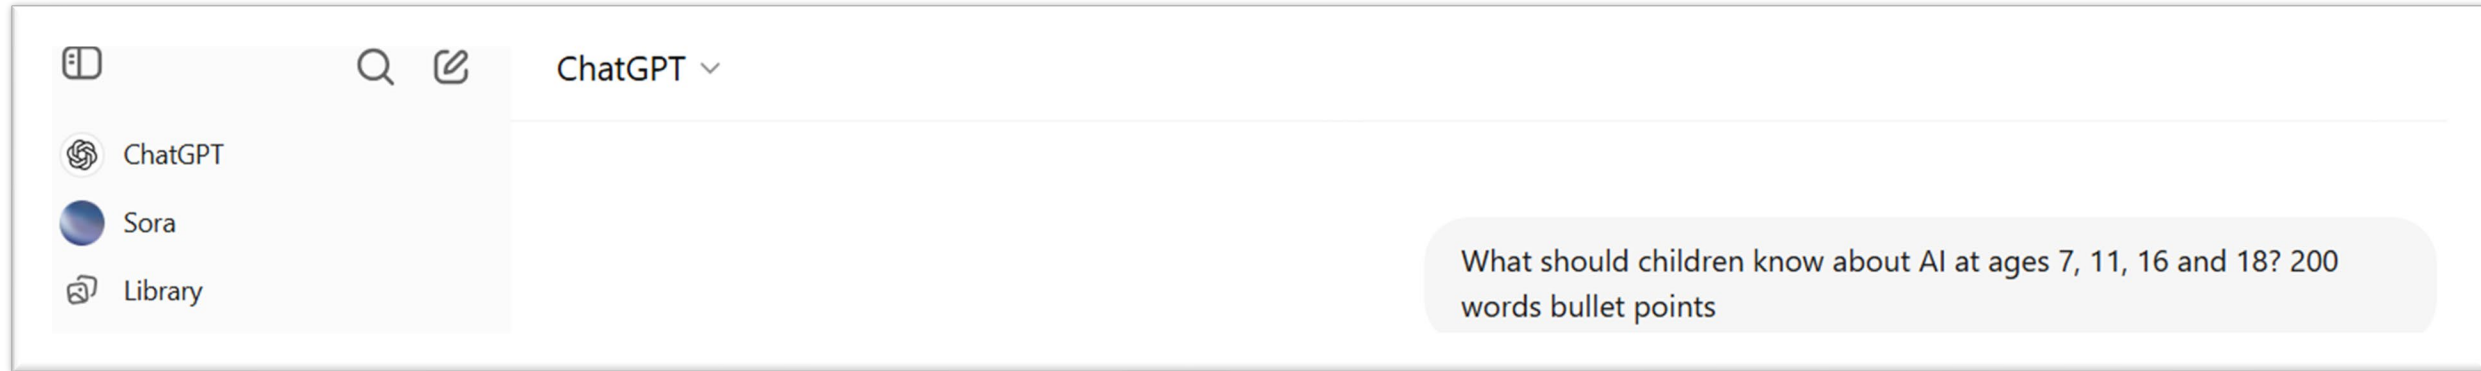 ChatGPT
ChatGPT
Sora
Library
What should children know about AI at ages 7, 11, 16 and 18? 200
words bullet points